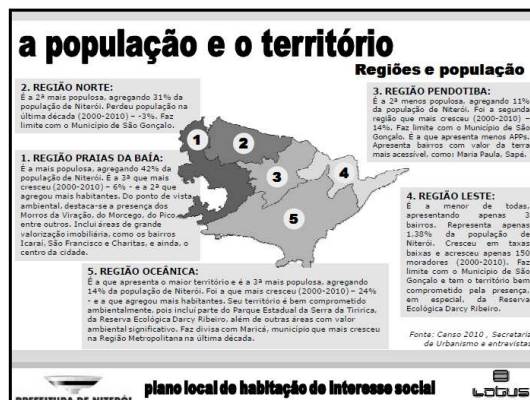 a população e o território
Regiões e população
2. REGIÃO NORTE:
É a 2ª mais populosa, agregando 31% da
população de Niterói. Perdeu população na
última década (2000-2010) – -3%. Faz
limite com o Município de São Gonçalo.
1. REGIÃO PRAIAS DA BAÍA:
É a mais populosa, agregando 42% da
população de Niterói. É a 3ª que mais
cresceu (2000-2010) – 6% - e a 2ª que
agregou mais habitantes. Do ponto de vista
ambiental, destaca-se a presença dos
Morros da Viração, do Morcego, do Pico,
entre outros. Inclui áreas de grande
valorização imobiliária, como os bairros
Icaraí, São Francisco e Charitas, e ainda, o
centro da cidade.
3. REGIÃO PENDOTIBA:
É a 2ª menos populosa, agregando 11%
da população de Niterói. Foi a segunda
região que mais cresceu (2000-2010) –
14%. Faz limite com o Município de São
Gonçalo. É a que apresenta menos APPs.
Apresenta bairros com valor da terra
mais acessível, como: Maria Paula, Sapê.
1
2
3
4
5
4. REGIÃO LESTE:
É a menor de todas,
apresentando apenas 3
bairros. Representa apenas
1,38% da população de
Niterói. Cresceu em taxas
baixas e acresceu apenas 150
moradores (2000-2010). Faz
limite com o Município de São
Gonçalo e tem o território bem
comprometido pela presença,
em especial, da Reserva
Ecológica Darcy Ribeiro.
5. REGIÃO OCEÂNICA:
É a que apresenta o maior território e é a 3ª mais populosa, agregando
14% da população de Niterói. Foi a que mais cresceu (2000-2010) – 24%
- e a que agregou mais habitantes. Seu território é bem comprometido
ambientalmente, pois inclui parte do Parque Estadual da Serra da Tiririca,
da Reserva Ecológica Darcy Ribeiro, além de outras áreas com valor
ambiental significativo. Faz divisa com Maricá, município que mais cresceu
na Região Metropolitana na última década.
Fonte: Censo 2010 , Secretaria
de Urbanismo e entrevistas
PREFEITURA DE NITERÓI
plano local de habitação de interesse social
Latus